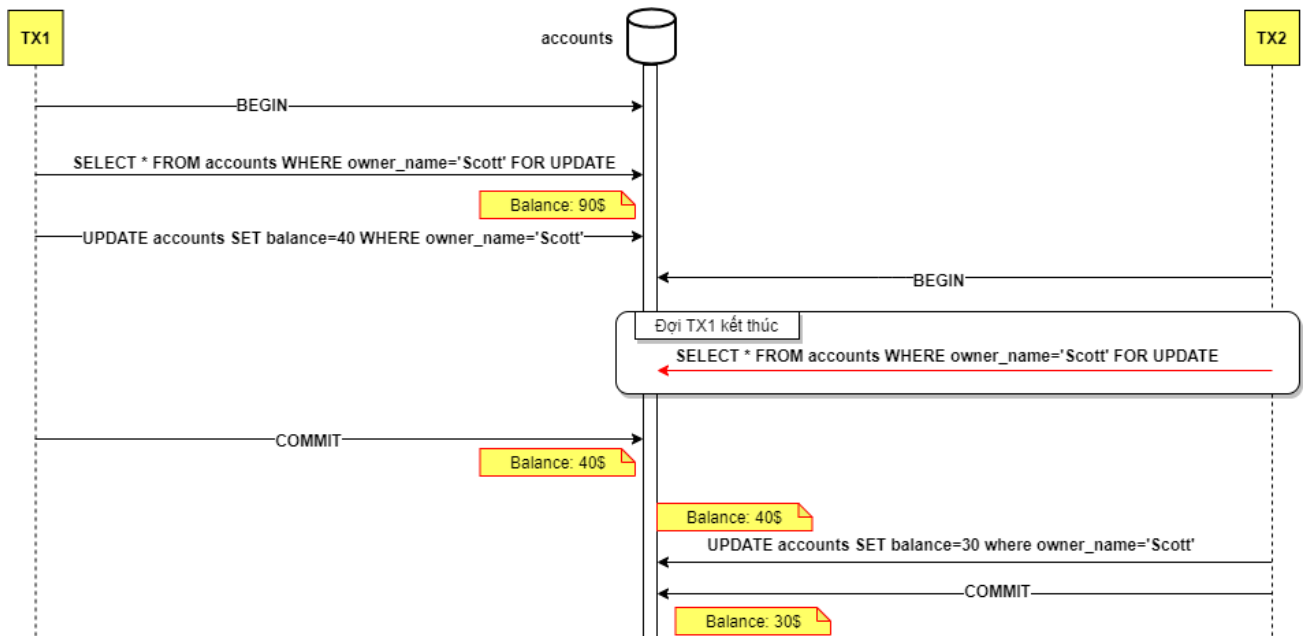 TX1
accounts
TX2
BEGIN
SELECT * FROM accounts WHERE owner_name='Scott' FOR UPDATE
Balance: 90$
UPDATE accounts SET balance=40 WHERE owner_name='Scott'
BEGIN
Đợi TX1 kết thúc
SELECT * FROM accounts WHERE owner_name='Scott' FOR UPDATE
COMMIT
Balance: 40$
Balance: 40$
UPDATE accounts SET balance=30 where owner_name='Scott'
COMMIT
Balance: 30$